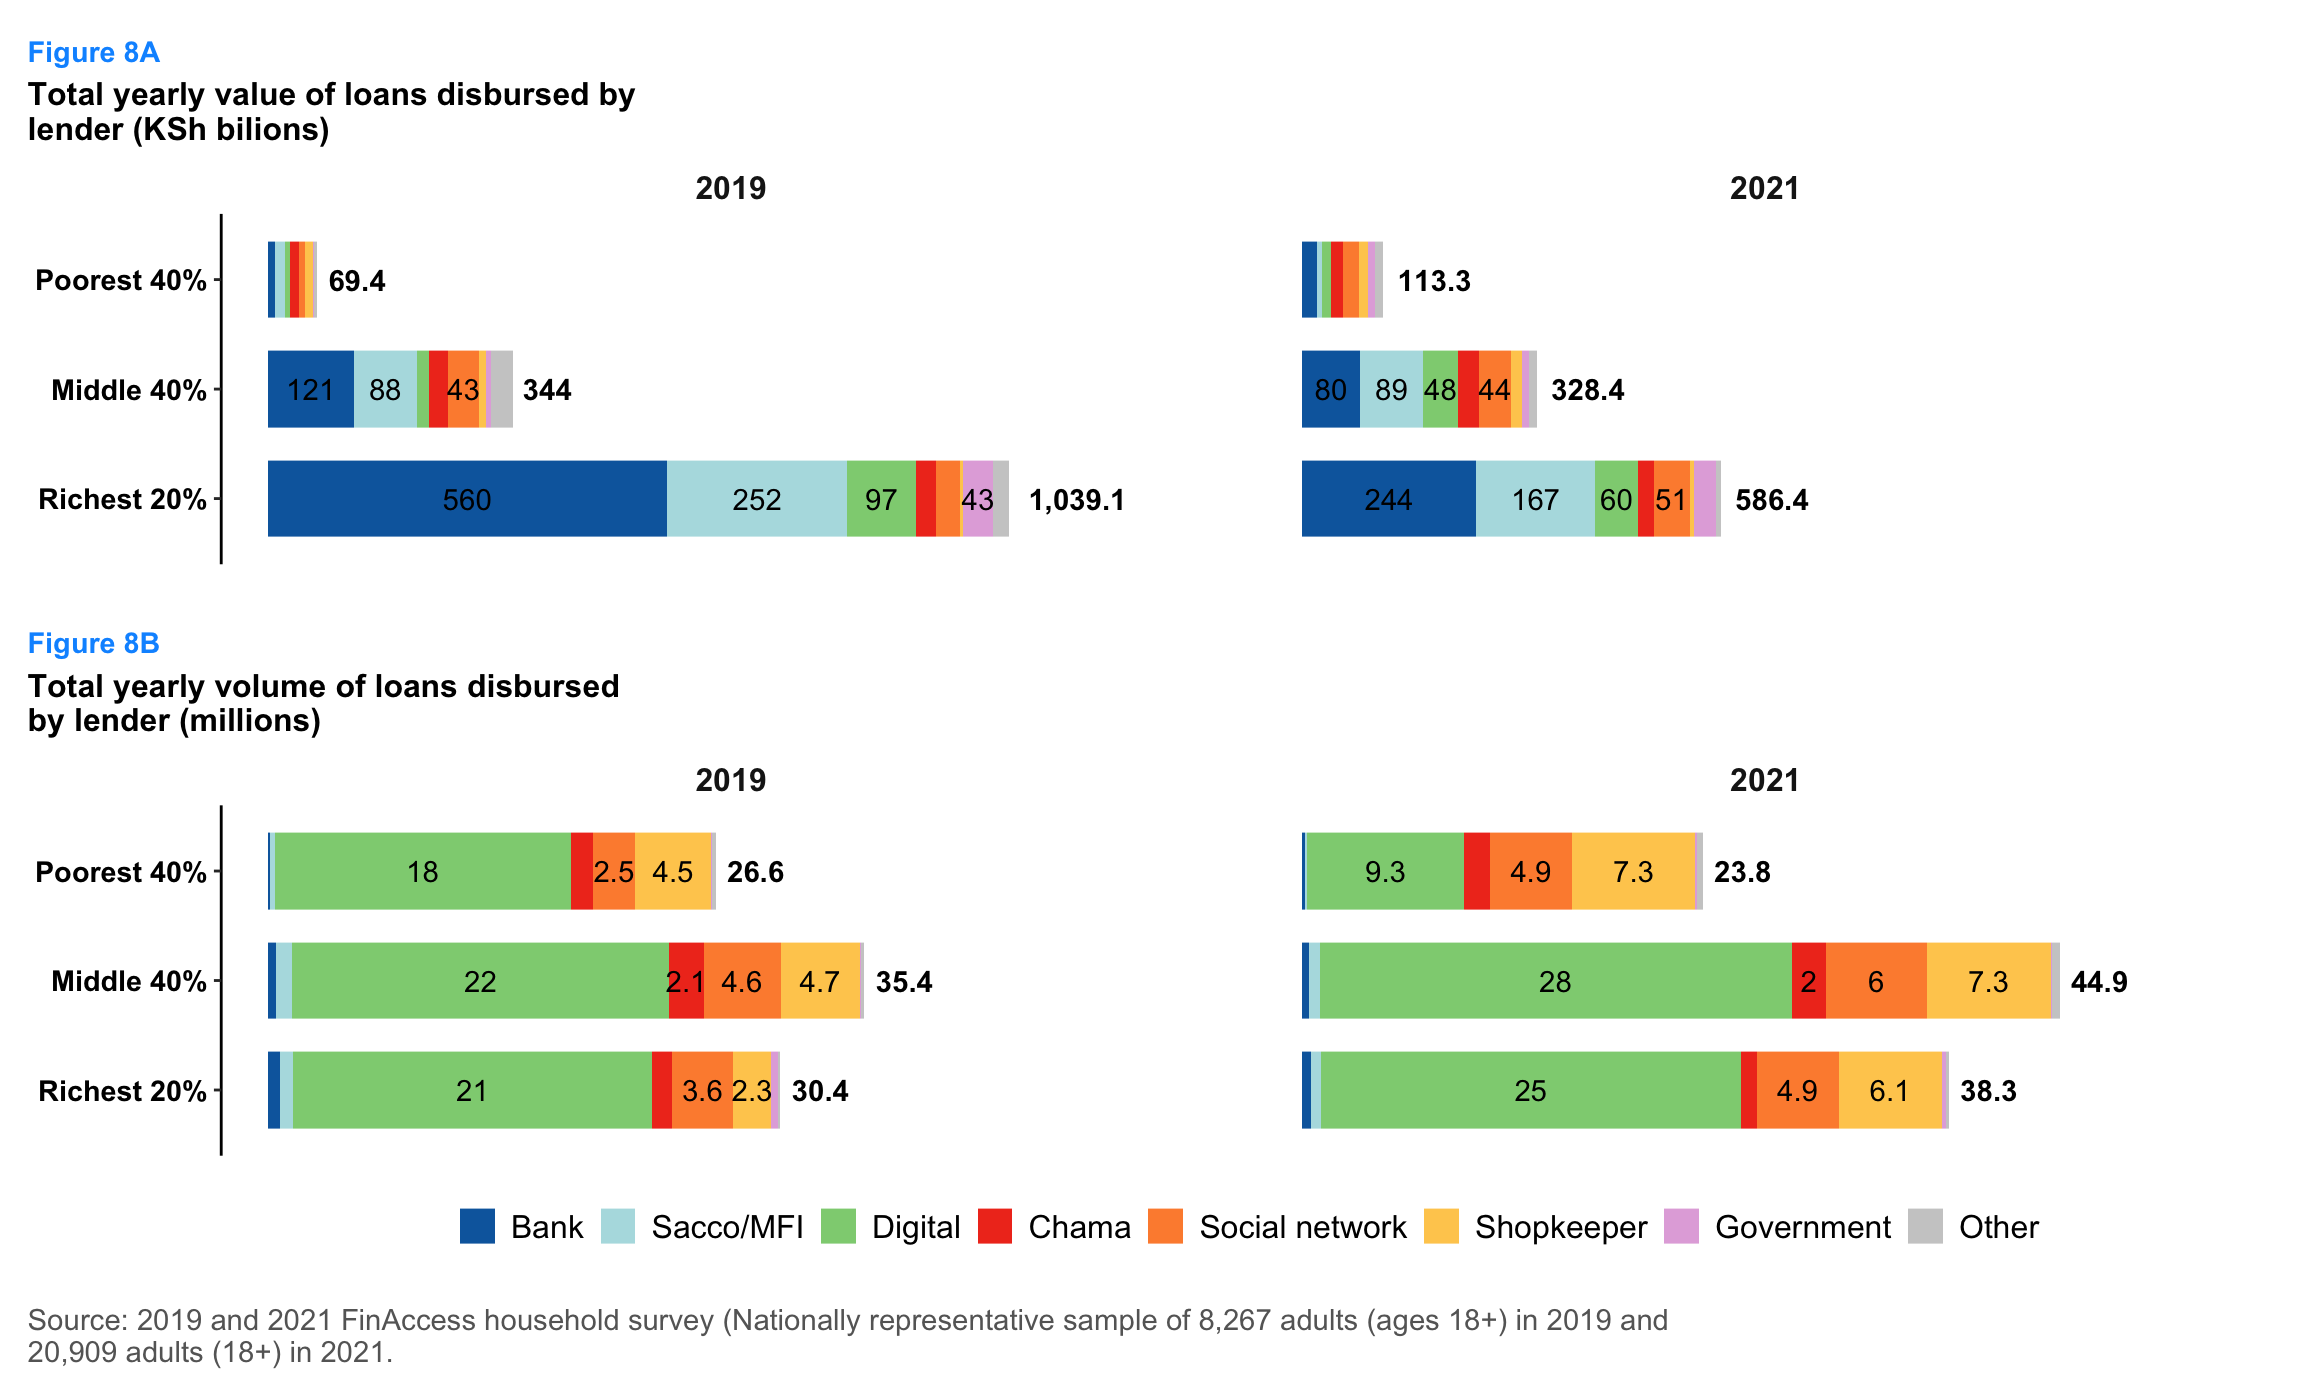 Figure 8A
Total yearly value of loans disbursed by
lender (KSh bilions)
2019
2021
Poorest 40%
69.4
113.3
Middle 40%
121
88
43
344
80
89
48
44
328.4
Richest 20%
560
252
97
43
1,039.1
244
167
60
51
586.4
Figure 8B
Total yearly volume of loans disbursed
by lender (millions)
2019
2021
Poorest 40%
18
2.5
4.5
26.6
9.3
4.9
7.3
23.8
Middle 40%
22
2.1
4.6
4.7
35.4
28
2
6
7.3
44.9
Richest 20%
21
3.6
2.3
30.4
25
4.9
6.1
38.3
Bank
Sacco/MFI
Digital
Chama
Social network
Shopkeeper
Government
Other
Source: 2019 and 2021 FinAccess household survey (Nationally representative sample of 8,267 adults (ages 18+) in 2019 and
20,909 adults (18+) in 2021.